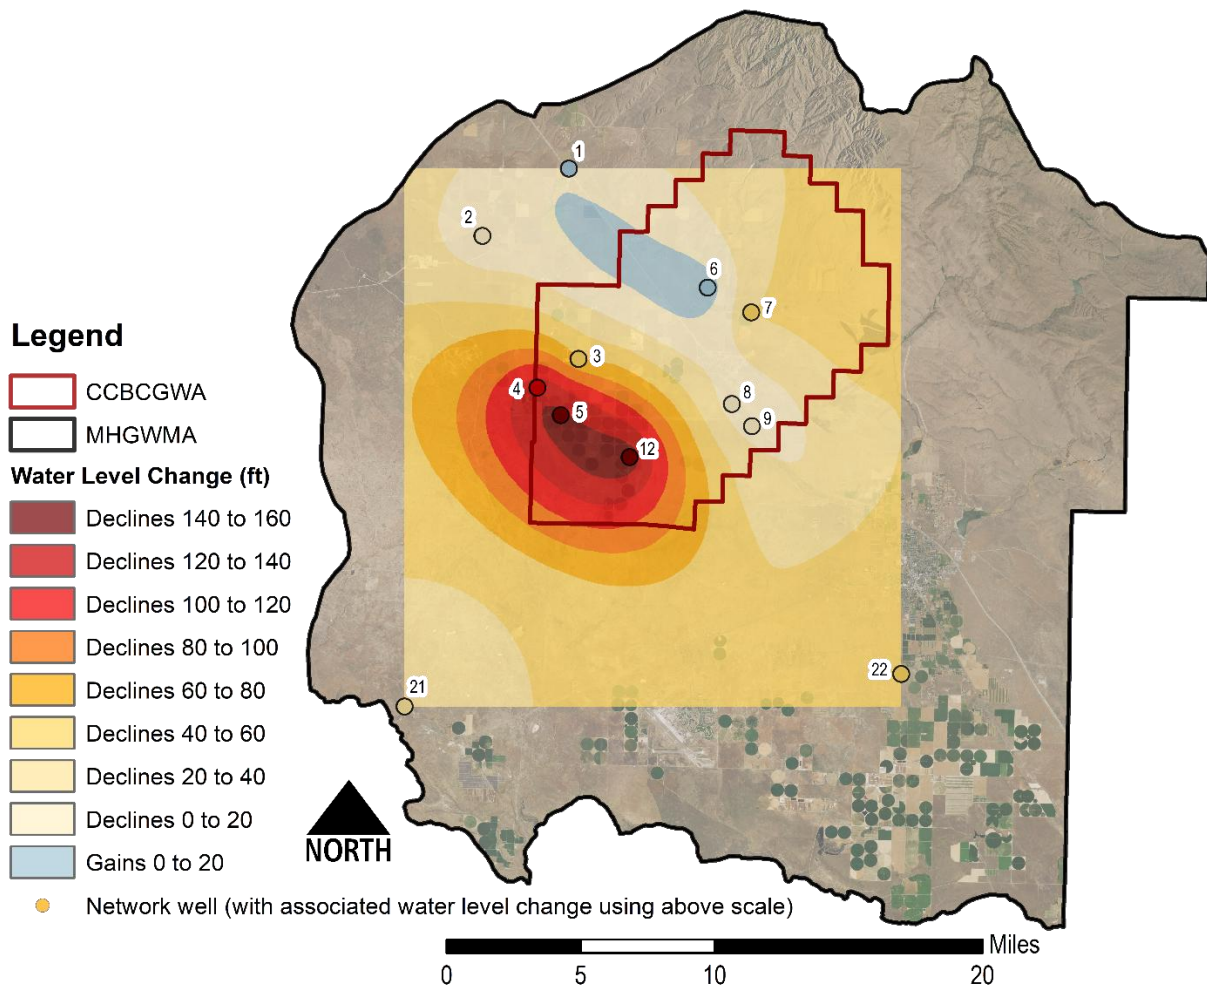 1
2
6
7
3
4
8
5
9
12
Legend
CCBCGWA
MHGWMA
Water Level Change (ft)
Declines 140 to 160
Declines 120 to 140
Declines 100 to 120
Declines 80 to 100
Declines 60 to 80
Declines 40 to 60
Declines 20 to 40
Declines 0 to 20
Gains 0 to 20
Network well (with associated water level change using above scale)
21
22
NORTH
Miles
0 5 10 20